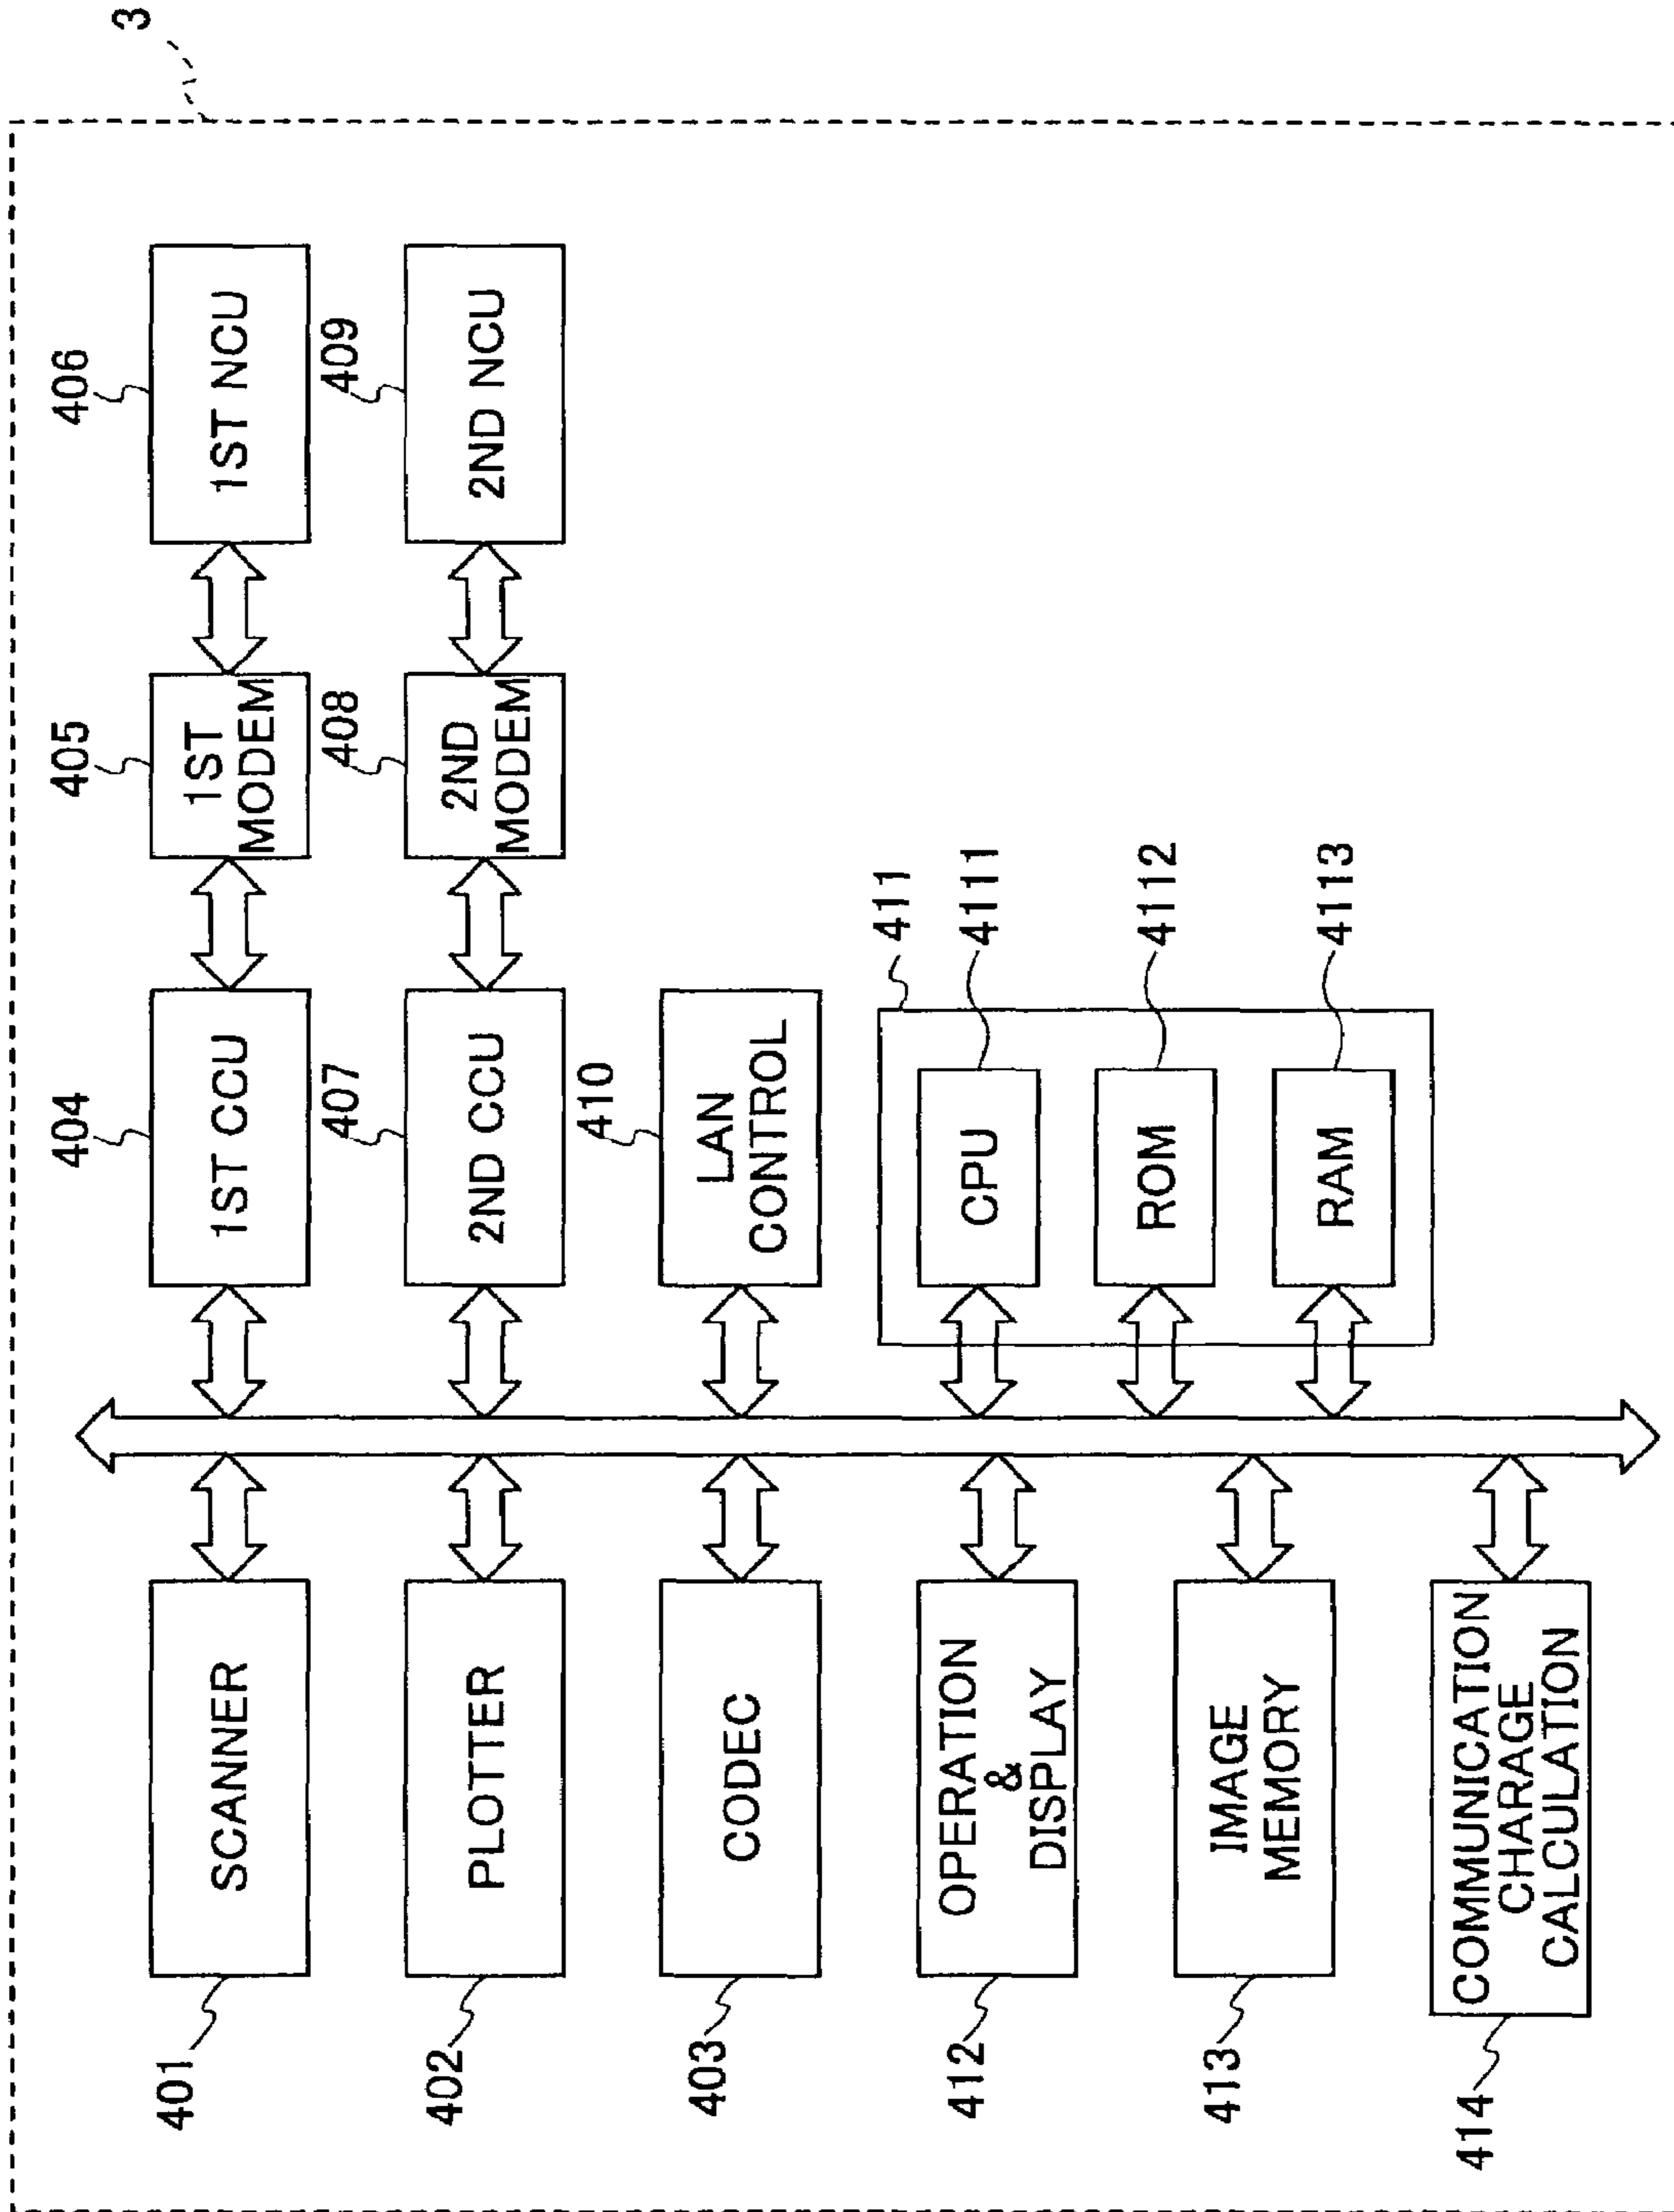 3
406
405
404
1ST NCU
1ST
MODEM
1ST CCU
SCANNER
401
409
408
407
2ND NCU
2ND
MODEM
2ND CCU
PLOTTER
402
410
LAN
CONTROL
CODEC
403
411
4111
CPU
OPERATION
&
DISPLAY
412
4112
ROM
IMAGE
MEMORY
413
4113
RAM
COMMUNICATION
CHARAGE
CALCULATION
414